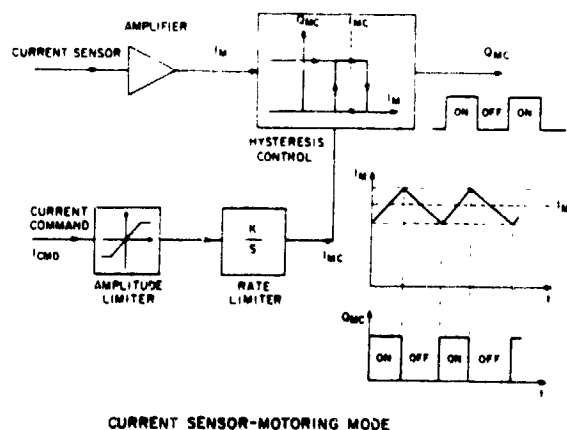 AMPLIFIER
CURRENT SENSOR
I_M
Q_MC
I_MC
I_M
Q_MC
HYSTERESIS
CONTROL
ON OFF ON
CURRENT
COMMAND
I_CMD
AMPLITUDE
LIMITER
K
S
RATE
LIMITER
I_MC
I_M
I_M
t
Q_MC
ON OFF ON OFF
t
CURRENT SENSOR-MOTORING MODE